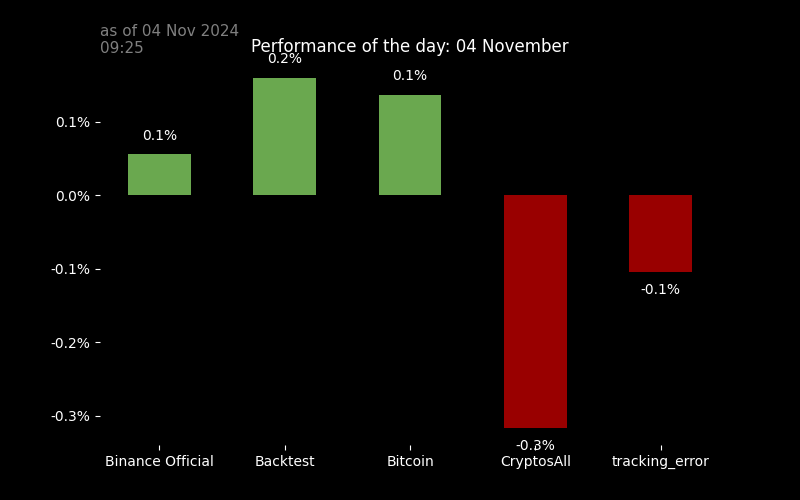 as of 04 Nov 2024
09:25
Performance of the day: 04 November
0.2%
0.1%
0.1%
0.1%
0.0%
-0.1%
-0.2%
-0.3%
-0.1%
-0.3%
Binance Official
Backtest
Bitcoin
CryptosAll
tracking_error